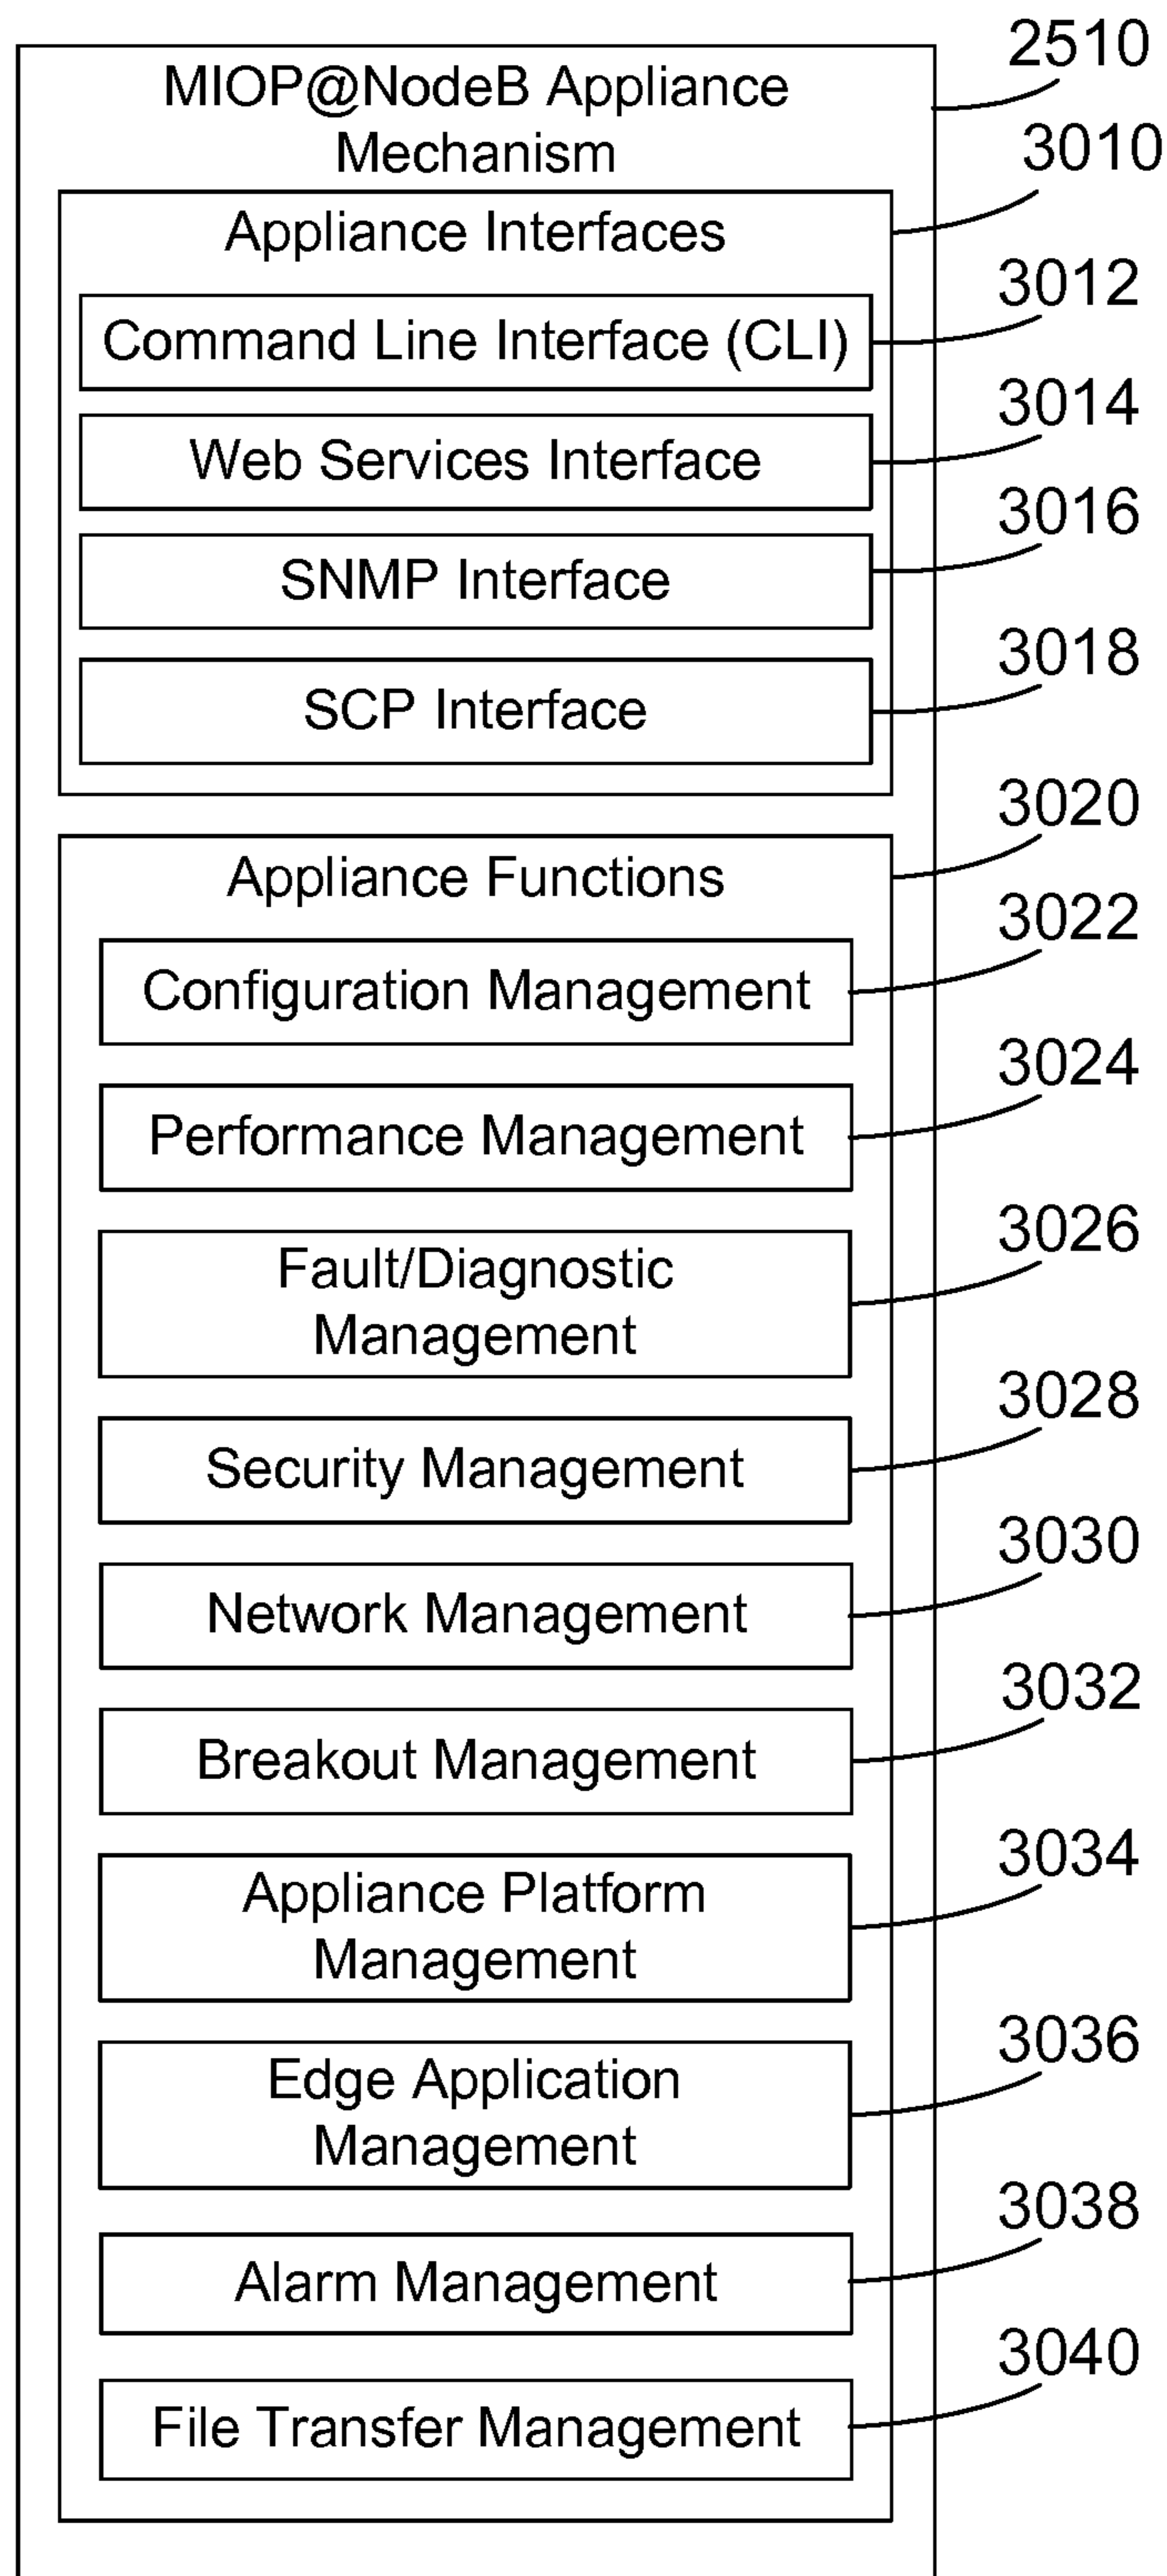 2510
MIOP@NodeB Appliance
Mechanism
3010
Appliance Interfaces
3012
Command Line Interface (CLI)
3014
Web Services Interface
3016
SNMP Interface
3018
SCP Interface
3020
Appliance Functions
3022
Configuration Management
3024
Performance Management
3026
Fault/Diagnostic
Management
3028
Security Management
3030
Network Management
3032
Breakout Management
3034
Appliance Platform
Management
3036
Edge Application
Management
3038
Alarm Management
3040
File Transfer Management